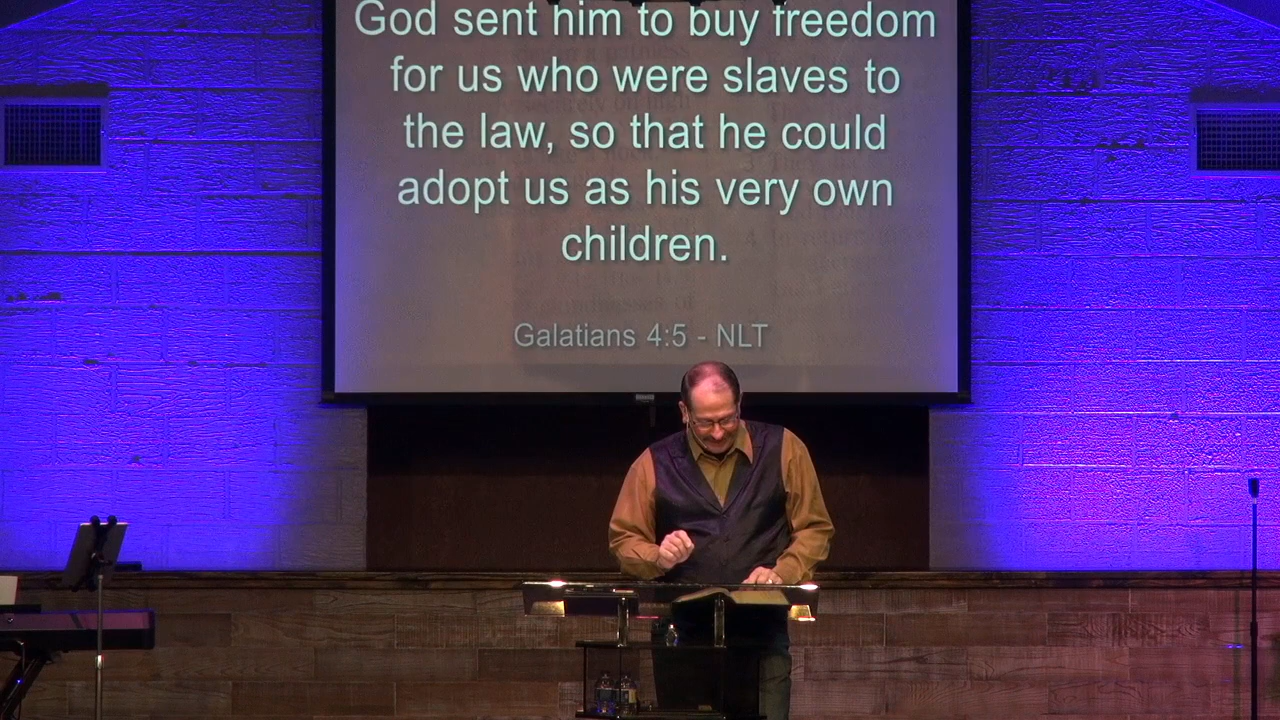 God sent him to buy freedom
for us who were slaves to
the law, so that he could
adopt us as his very own
children.
Galatians 4:5 - NLT